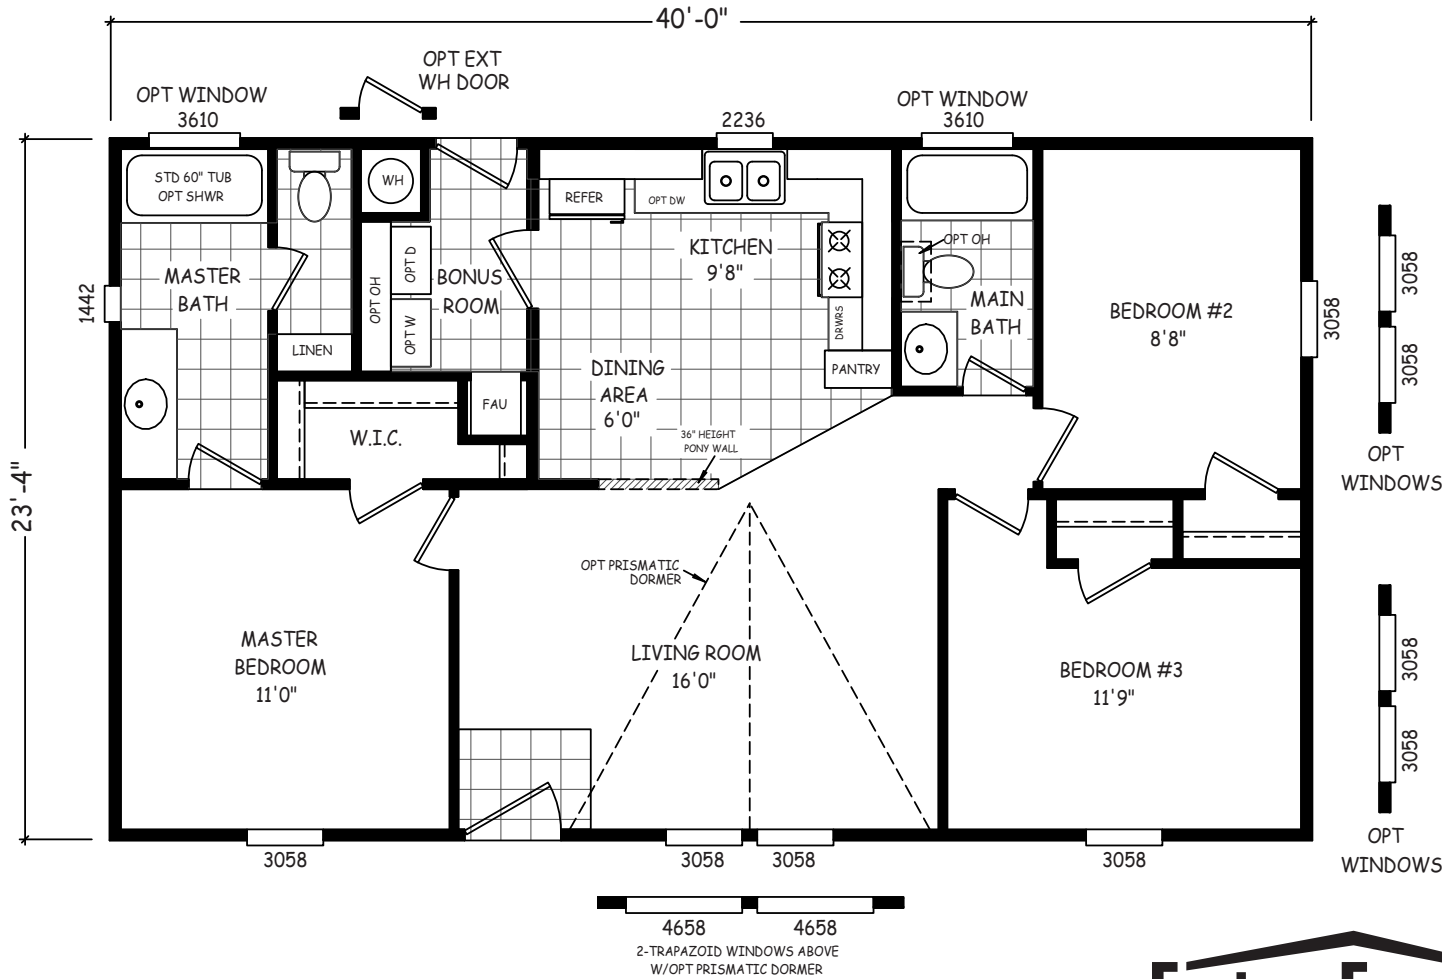 40'-0"
OPT EXT
WH DOOR
OPT WINDOW
3610
2236
OPT WINDOW
3610
STD 60" TUB
OPT SHWR
WH
REFER
OPT DW
KITCHEN
9'8"
OPT OH
MASTER
BATH
OPT OH
OPT D
OPT W
BONUS
ROOM
DRWRS
MAIN
BATH
BEDROOM #2
8'8"
1442
3058
3058
3058
OPT
WINDOWS
LINEN
DINING
AREA
6'0"
PANTRY
FAU
W.I.C.
36" HEIGHT
PONY WALL
23'-4"
OPT PRISMATIC
DORMER
MASTER
BEDROOM
11'0"
LIVING ROOM
16'0"
BEDROOM #3
11'9"
3058
3058
OPT
WINDOWS
3058
3058
3058
3058
4658
4658
2-TRAPAZOID WINDOWS ABOVE
W/OPT PRISMATIC DORMER